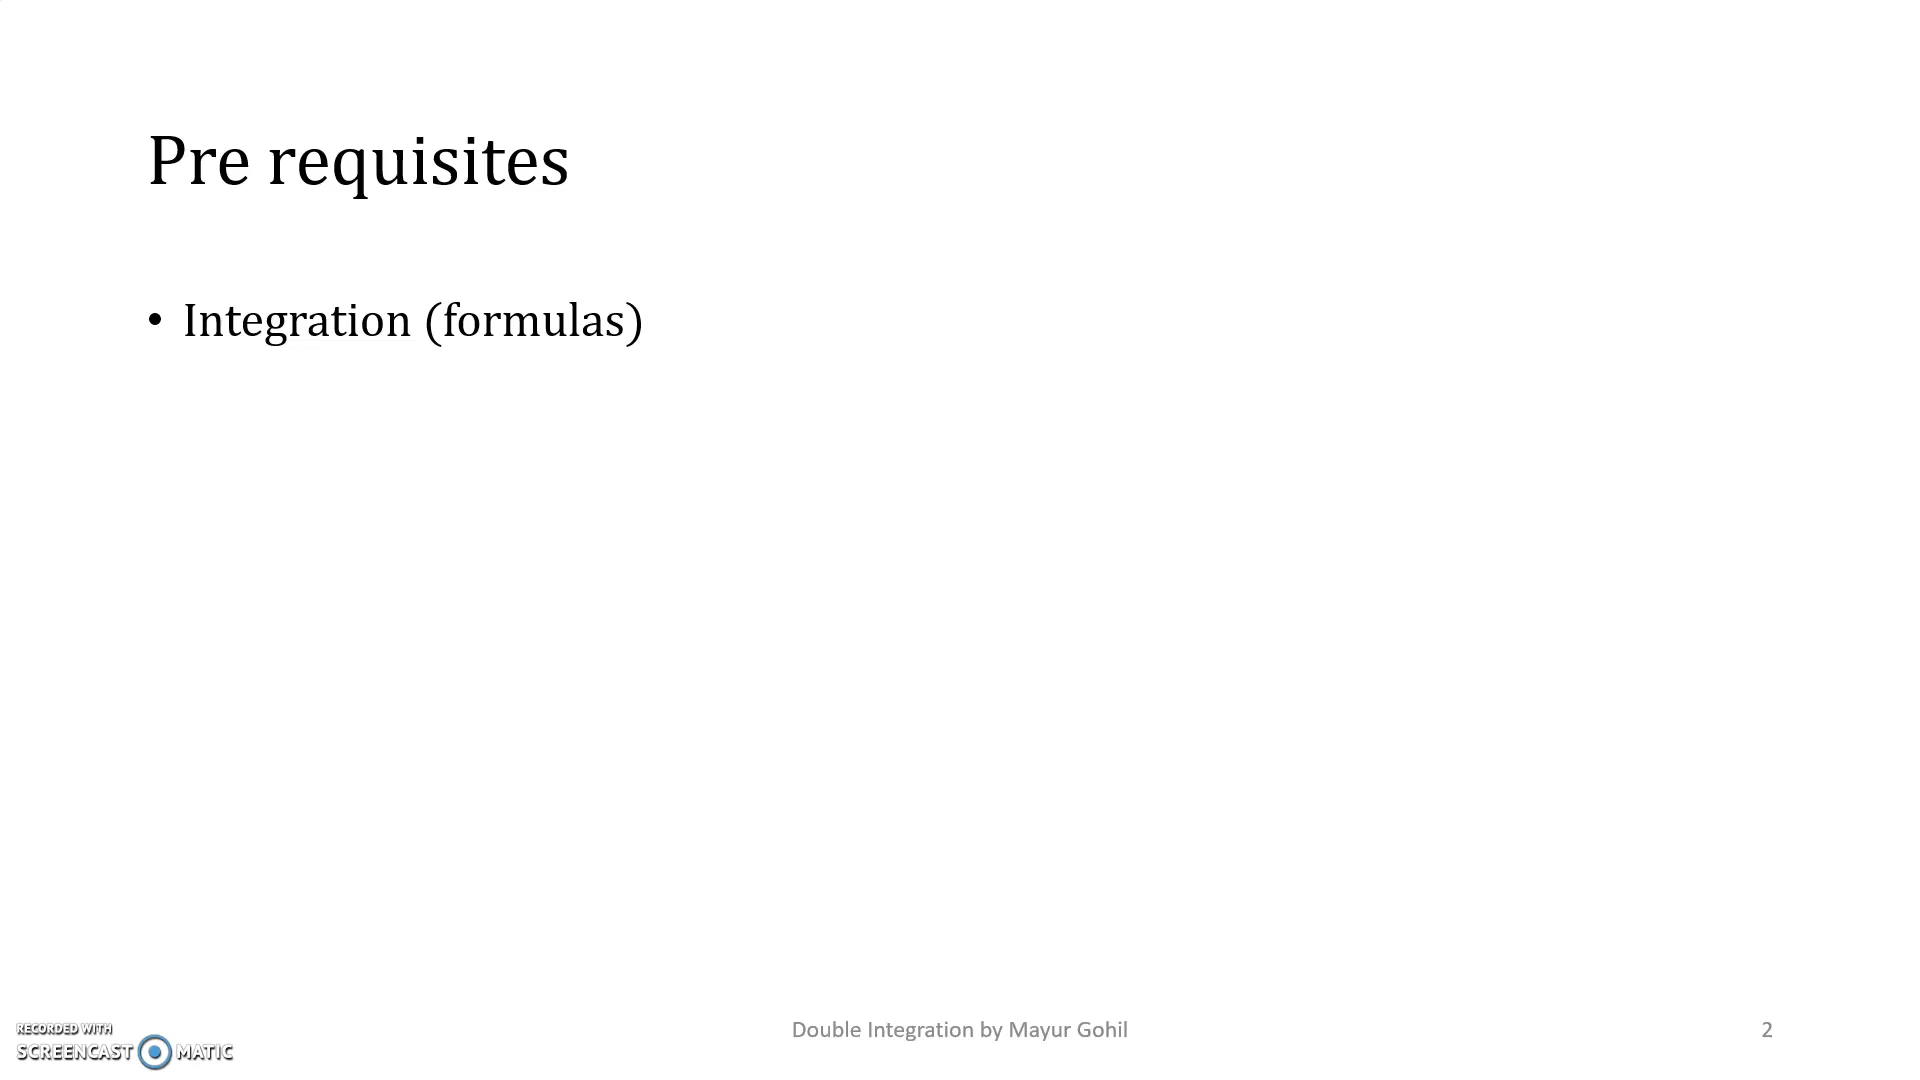 Pre requisites
• Integration (formulas)
Double Integration by Mayur Gohil
2
RECORDED WITH
SCREENCAST MATIC